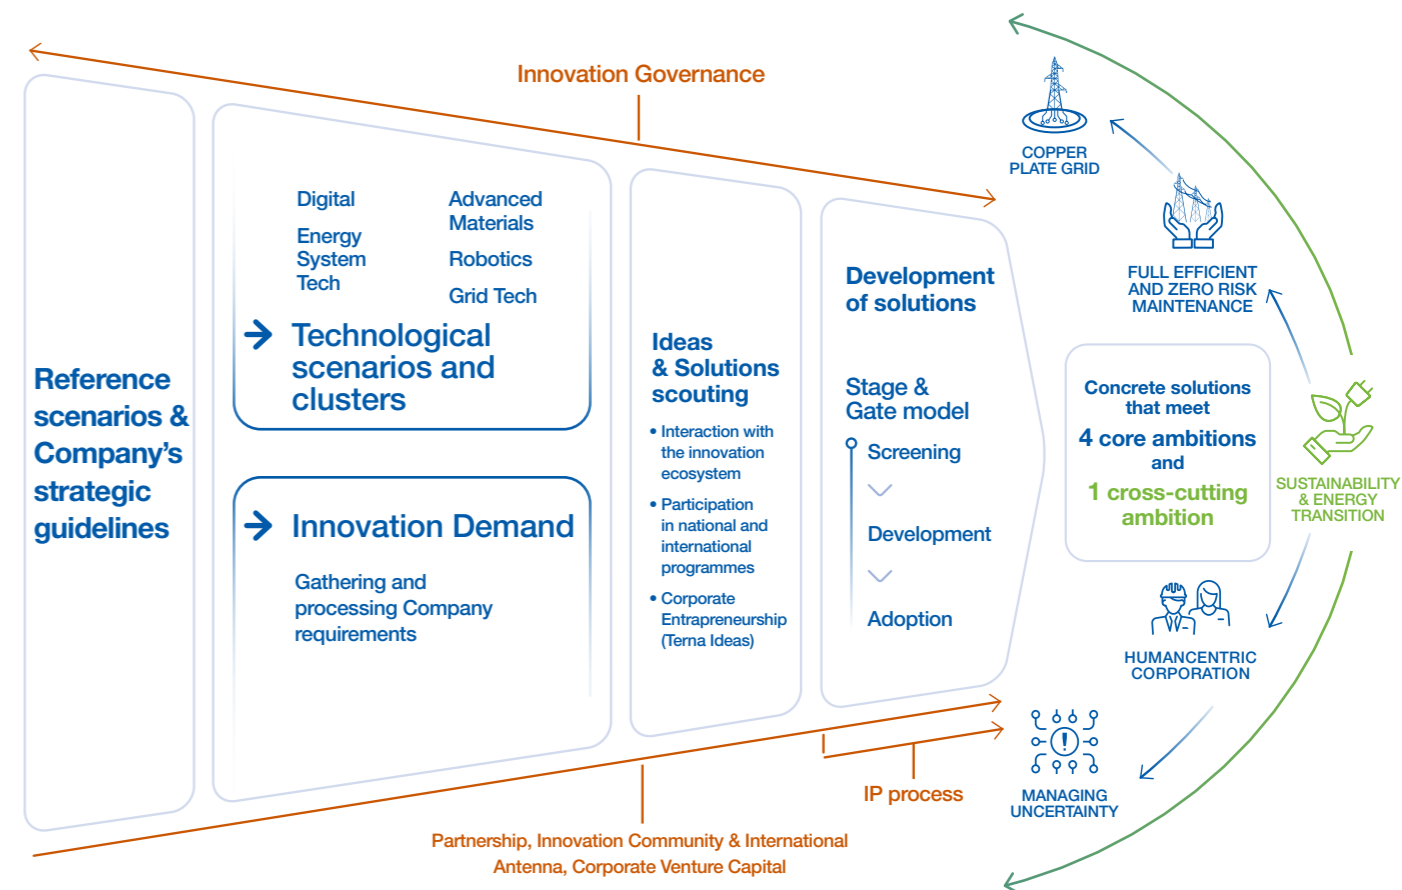 Innovation Governance
Reference
scenarios &
Company’s
strategic
guidelines
Digital
Energy
System
Tech
Advanced
Materials
Robotics
Grid Tech
Technological
scenarios and
clusters
Innovation Demand
Gathering and
processing Company
requirements
Ideas
& Solutions
scouting
• Interaction with
the innovation
ecosystem
• Participation
in national and
international
programmes
• Corporate
Entrapreneurship
(Terna Ideas)
Development
of solutions
Stage &
Gate model
Screening
Development
Adoption
IP process
Partnership, Innovation Community & International
Antenna, Corporate Venture Capital
COPPER
PLATE GRID
FULL EFFICIENT
AND ZERO RISK
MAINTENANCE
Concrete solutions
that meet
4 core ambitions
and
1 cross-cutting
ambition
SUSTAINABILITY
& ENERGY
TRANSITION
HUMANCENTRIC
CORPORATION
MANAGING
UNCERTAINTY